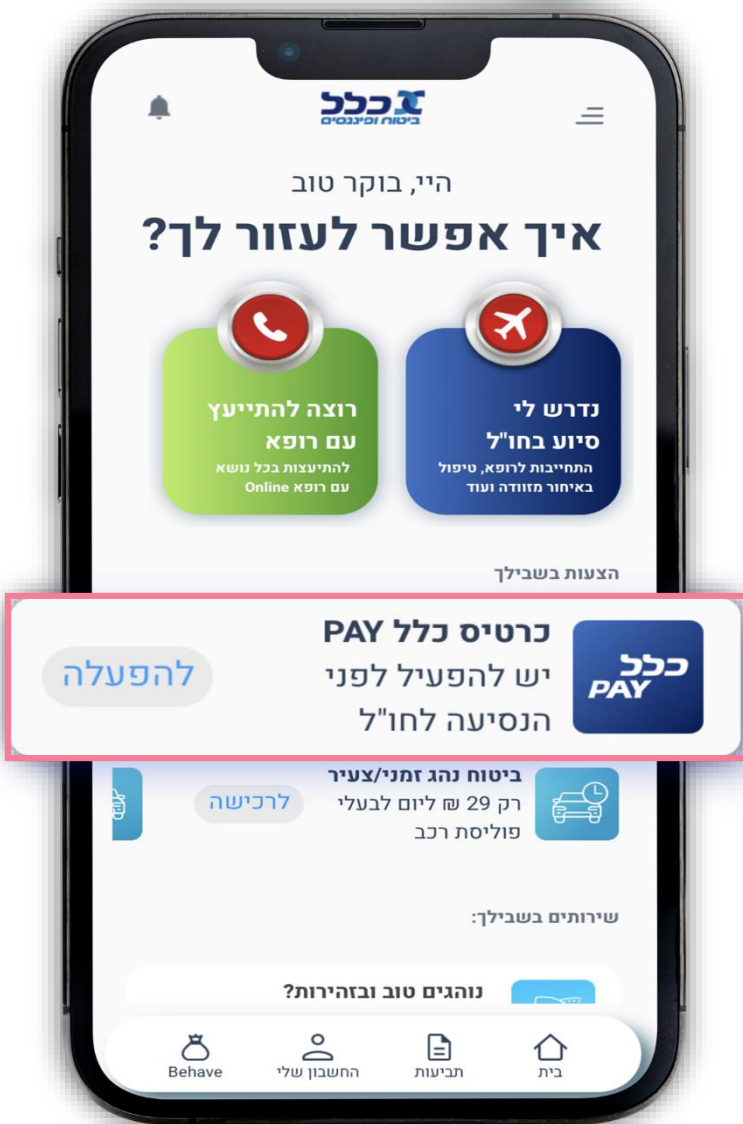 כלל
ביטוח ופיננסים
היי, בוקר טוב
איך אפשר לעזור לך?
נדרש לי
סיוע בחו"ל
התחייבות לרופא, טיפול
באיחור מזוודה ועוד
רוצה להתייעץ
עם רופא
להתיעצות בכל נושא
עם רופא Online
הצעות בשבילך
כלל
PAY
כרטיס כלל PAY
יש להפעיל לפני
הנסיעה לחו"ל
להפעלה
ביטוח נהג זמני/צעיר
רק 29 ₪ ליום לבעלי
פוליסת רכב
לרכישה
שירותים בשבילך:
נוהגים טוב ובזהירות?
בית
תביעות
החשבון שלי
Behave